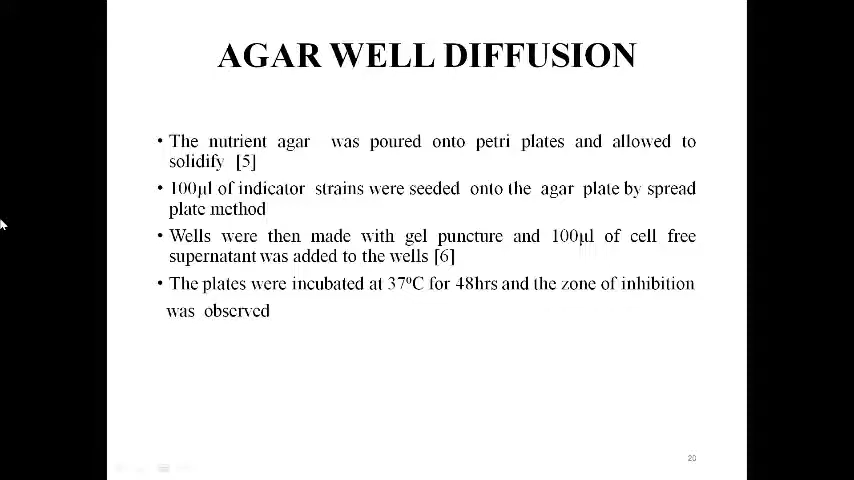 AGAR WELL DIFFUSION
• The nutrient agar was poured onto petri plates and allowed to
solidify [5]
• 100µl of indicator strains were seeded onto the agar plate by spread
plate method
• Wells were then made with gel puncture and 100µl of cell free
supernatant was added to the wells [6]
• The plates were incubated at 37⁰C for 48hrs and the zone of inhibition
was observed
20